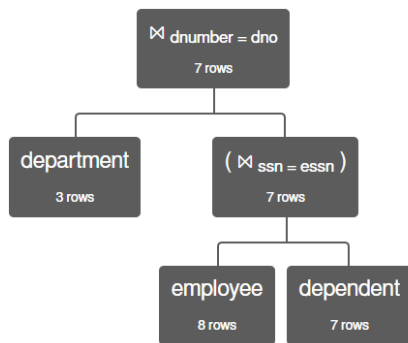 ⋈ dnumber = dno
7 rows
department
3 rows
( ⋈ ssn = essn )
7 rows
employee
8 rows
dependent
7 rows